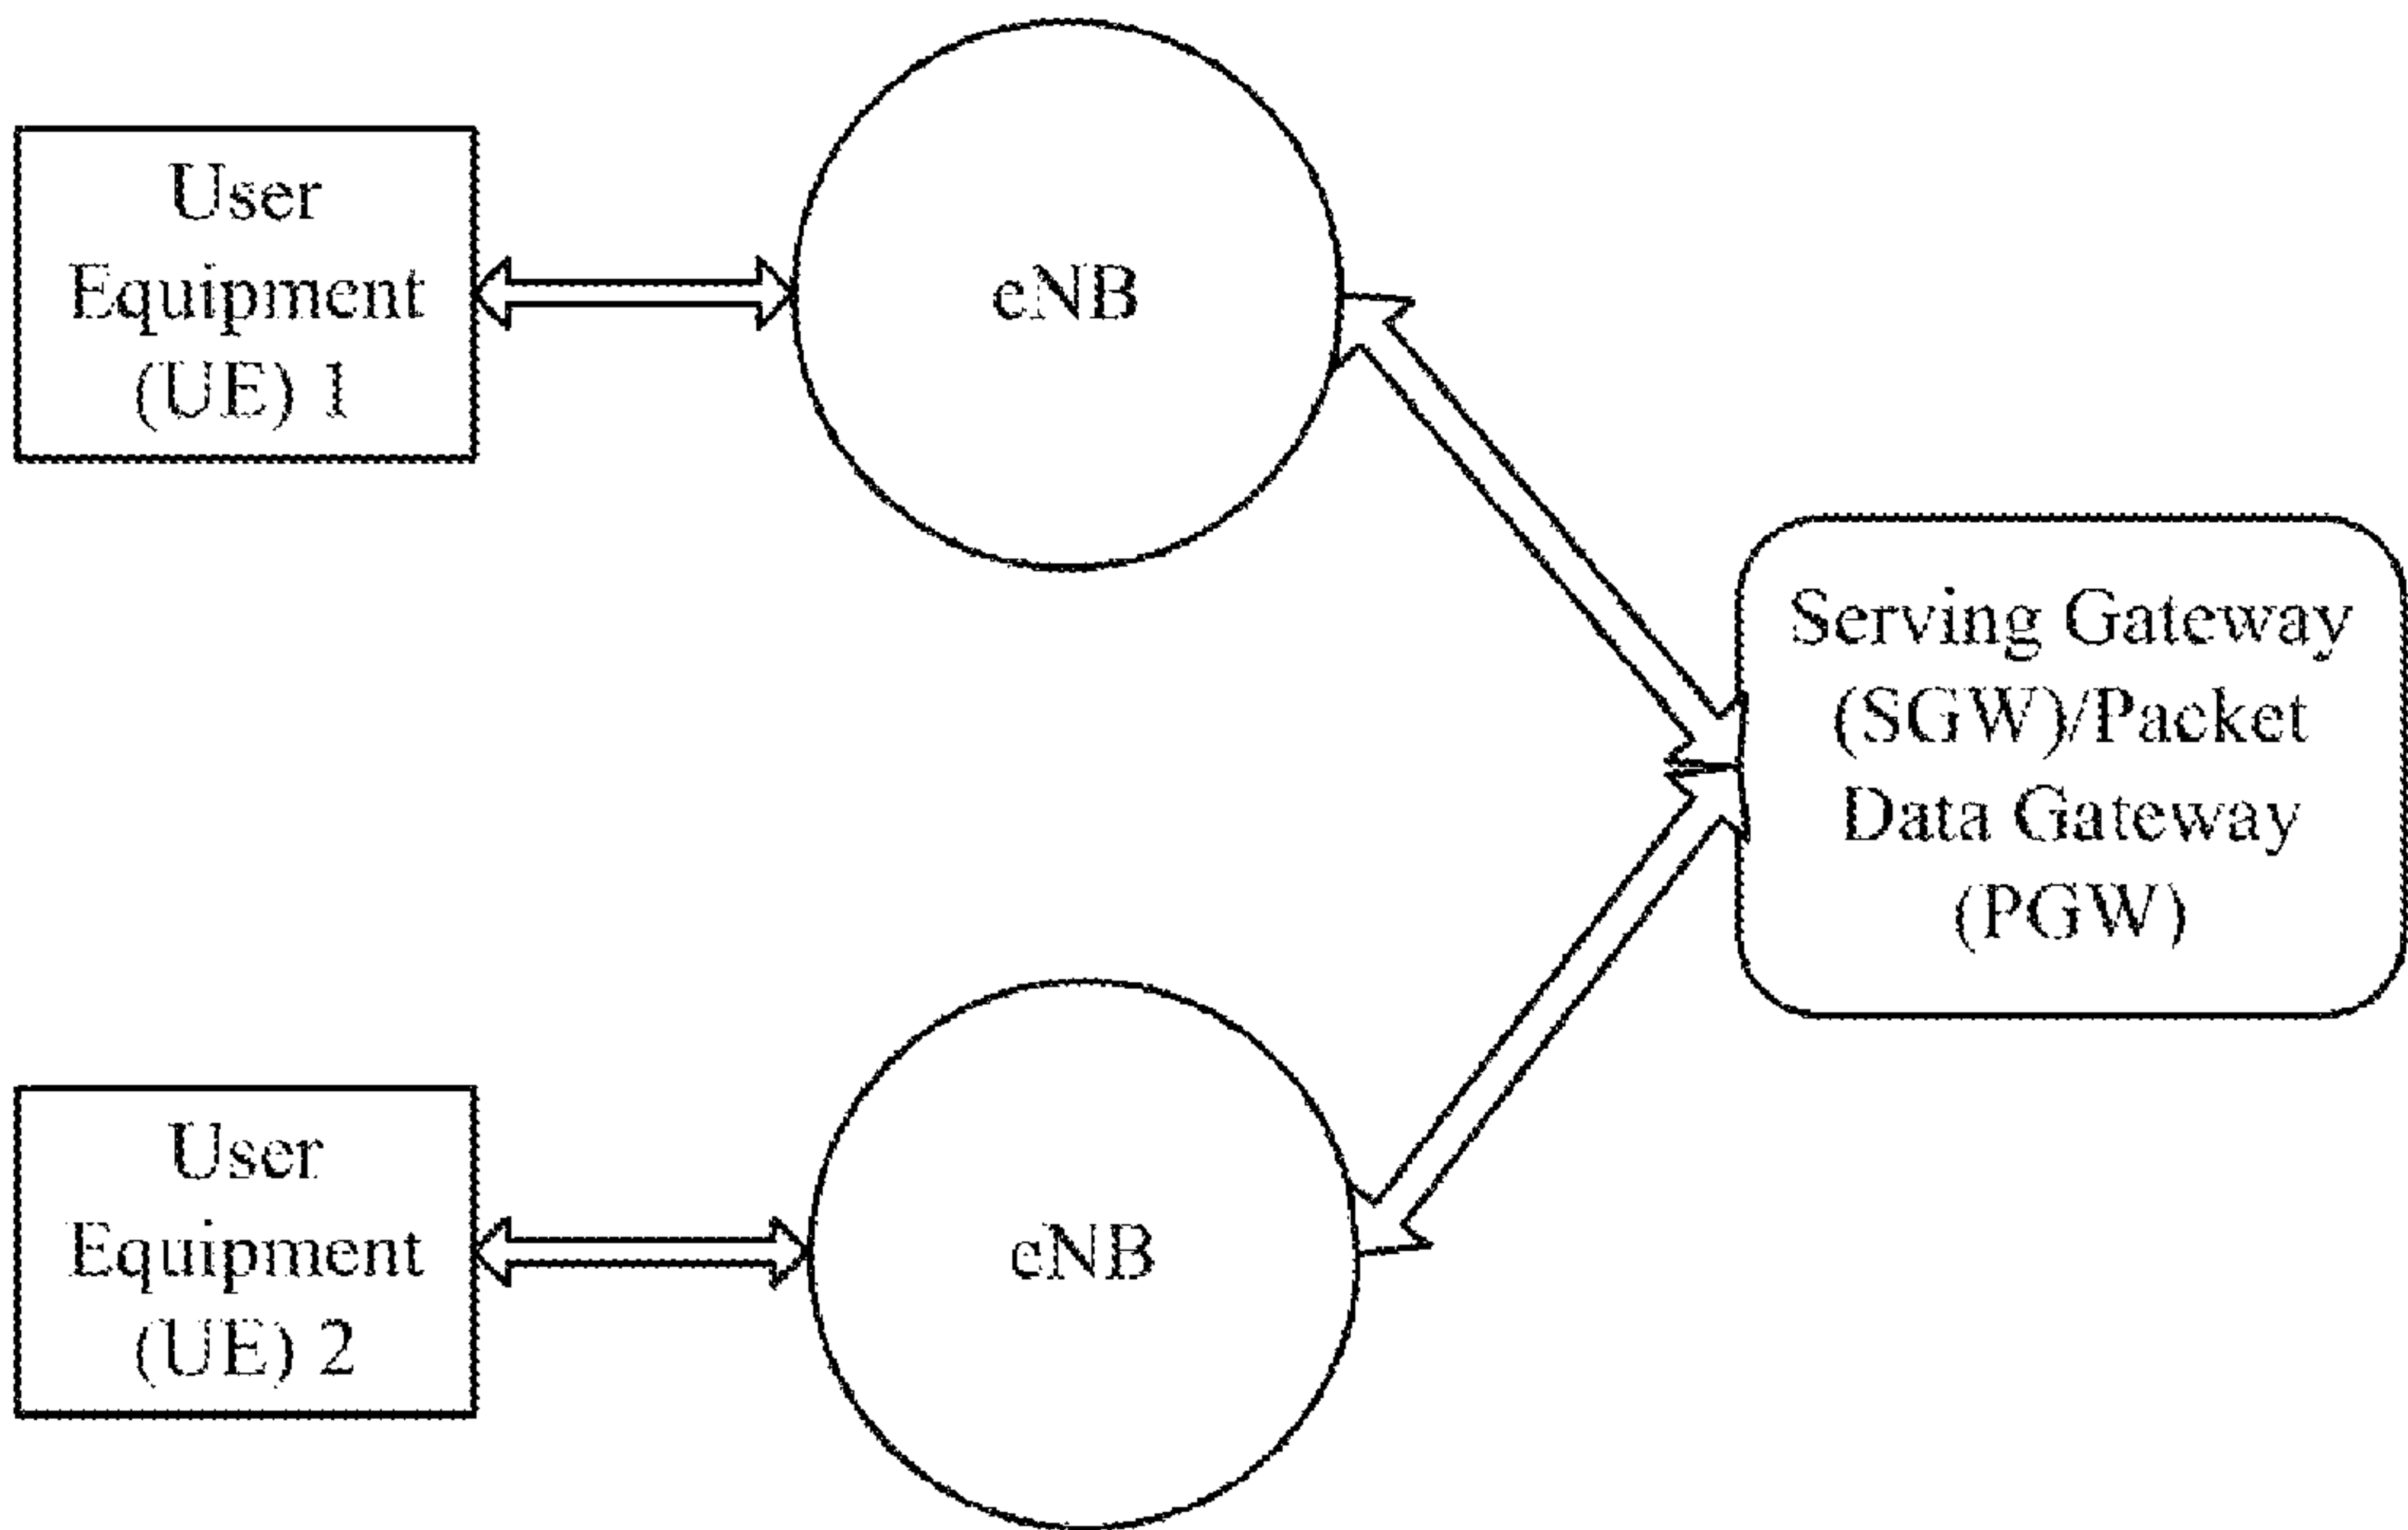 User
Equipment
(UE) 1
eNB
Serving Gateway
(SGW)/Packet
Data Gateway
(PGW)
User
Equipment
(UE) 2
eNB